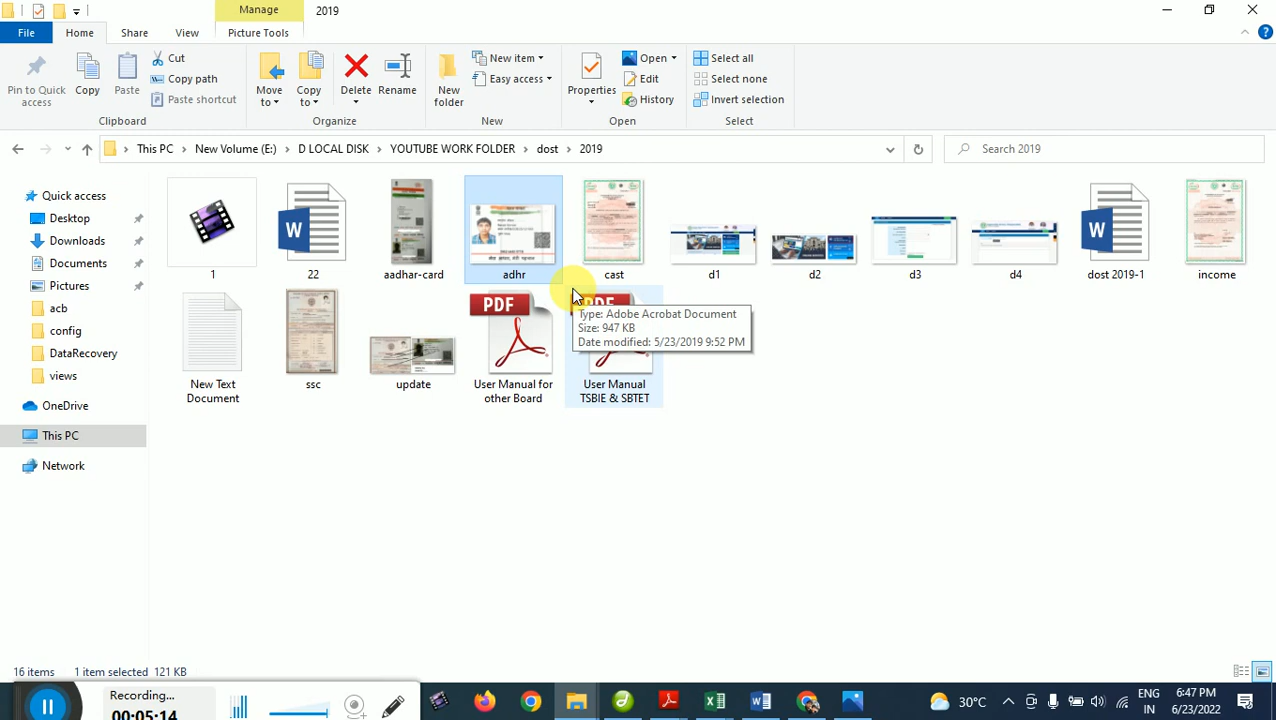 Manage
2019
File
Home
Share
View
Picture Tools
Pin to Quick access
Copy
Paste
Cut
Copy path
Paste shortcut
Clipboard
Move to
Copy to
Delete
Rename
Organize
New folder
New item
Easy access
New
Properties
Open
Edit
History
Open
Select all
Select none
Invert selection
Select
This PC
New Volume (E:)
D LOCAL DISK
YOUTUBE WORK FOLDER
dost
2019
Search 2019
Quick access
Desktop
Downloads
Documents
Pictures
acb
config
DataRecovery
views
OneDrive
This PC
Network
1
22
aadhar-card
adhr
cast
d1
d2
d3
d4
dost 2019-1
income
New Text
Document
ssc
update
PDF
User Manual for
other Board
User Manual
TSBIE & SBTET
Type: Adobe Acrobat Document
Size: 947 KB
Date modified: 5/23/2019 9:52 PM
16 items
1 item selected 121 KB
Recording...
00:05:14
30°C
ENG
IN
6:47 PM
6/23/2022